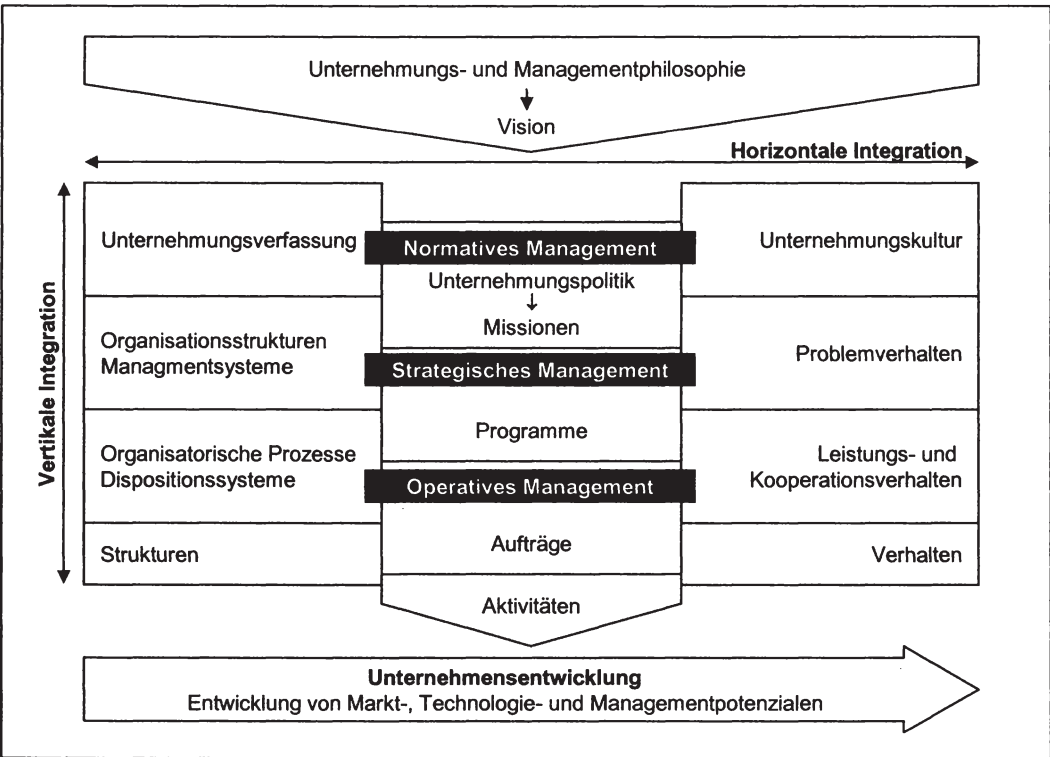 Unternehmungs- und Managementphilosophie
Vision
Horizontale Integration
Vertikale Integration
Unternehmungsverfassung
Normatives Management
Unternehmungskultur
Unternehmungspolitik
Missionen
Organisationsstrukturen
Managmentsysteme
Strategisches Management
Problemverhalten
Programme
Organisatorische Prozesse
Dispositionssysteme
Operatives Management
Leistungs- und
Kooperationsverhalten
Strukturen
Aufträge
Verhalten
Aktivitäten
Unternehmensentwicklung
Entwicklung von Markt-, Technologie- und Managementpotenzialen